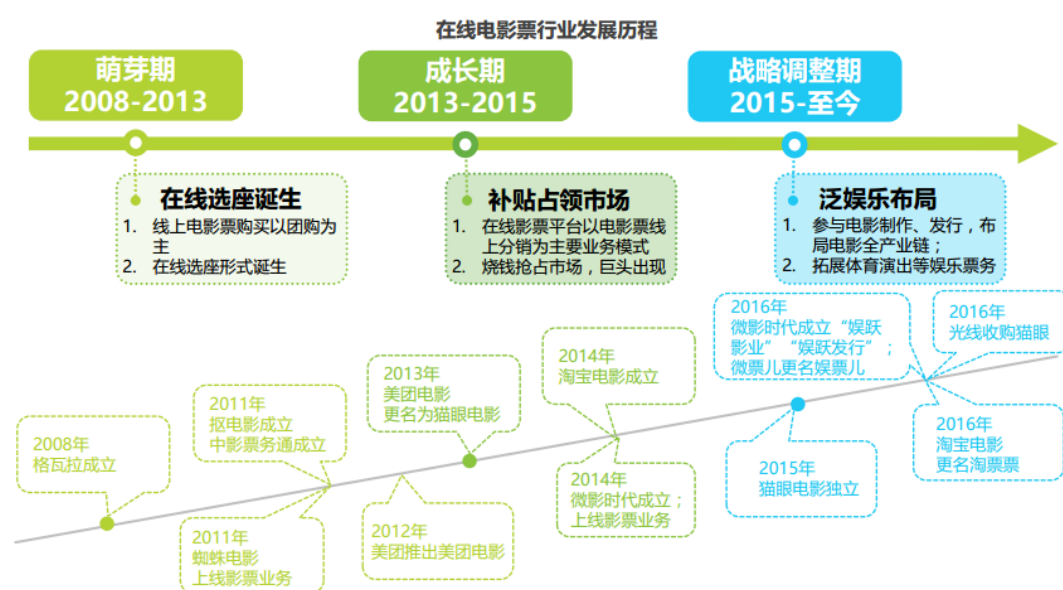 在线电影票行业发展历程
萌芽期
2008-2013
成长期
2013-2015
战略调整期
2015-至今
在线选座诞生
1. 线上电影票购买以团购为
主
2. 在线选座形式诞生
补贴占领市场
1. 在线影票平台以电影票线
上分销为主要业务模式
2. 烧钱抢占市场，巨头出现
泛娱乐布局
1. 参与电影制作、发行，布
局电影全产业链；
2. 拓展体育演出等娱乐票务
2008年
格瓦拉成立
2011年
抠电影成立
中影票务通成立
2011年
蜘蛛电影
上线影票业务
2012年
美团推出美团电影
2013年
美团电影
更名为猫眼电影
2014年
淘宝电影成立
2014年
微影时代成立；
上线影票业务
2016年
微影时代成立“娱跃
影业”“娱跃发行”；
微票儿更名娱票儿
2015年
猫眼电影独立
2016年
光线收购猫眼
2016年
淘宝电影
更名淘票票